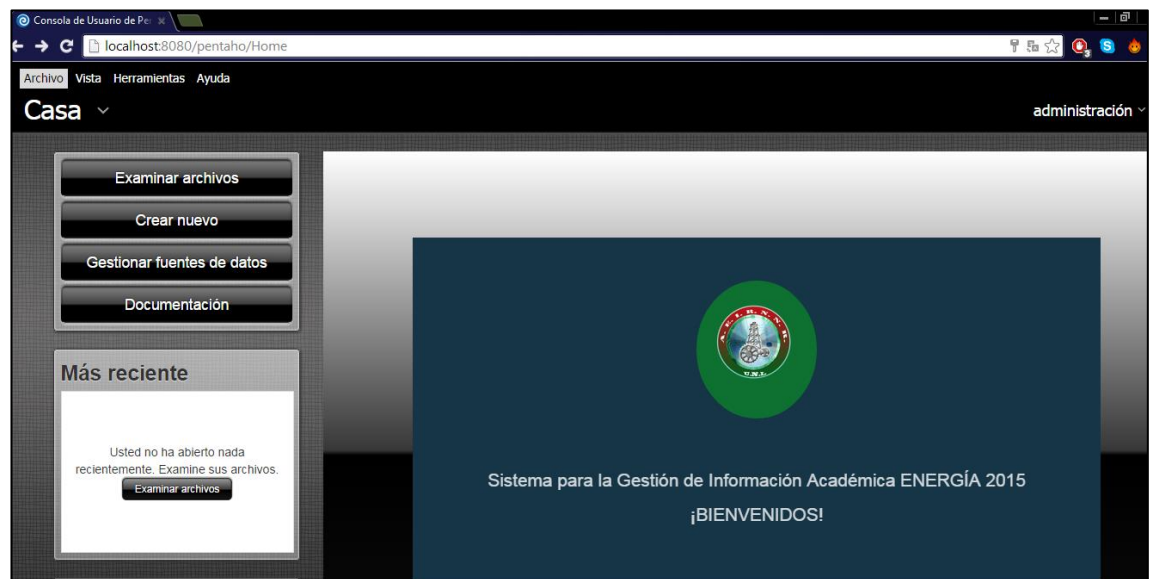 Consola de Usuario de Per
localhost:8080/pentaho/Home
3
S
Archivo Vista Herramientas Ayuda
Casa
administración
Examinar archivos
Crear nuevo
Gestionar fuentes de datos
Documentación
Más reciente
Usted no ha abierto nada
recientemente. Examine sus archivos.
Examinar archivos
A. E. I. R. N. N. R.
U.N.L.
Sistema para la Gestión de Información Académica ENERGÍA 2015
¡BIENVENIDOS!